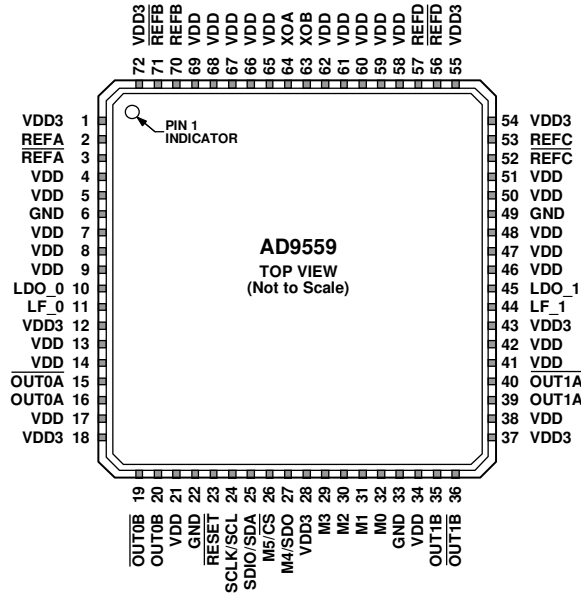 72 VDD3
71 REFB
70 REFB
69 VDD
68 VDD
67 VDD
66 VDD
65 VDD
64 XOA
63 XOB
62 VDD
61 VDD
60 VDD
59 VDD
58 VDD
57 REFD
56 REFD
55 VDD3
PIN 1
INDICATOR
VDD3 1
REFA 2
REFA 3
VDD 4
VDD 5
GND 6
VDD 7
VDD 8
VDD 9
LDO_0 10
LF_0 11
VDD3 12
VDD 13
VDD 14
OUT0A 15
OUT0A 16
VDD 17
VDD3 18
AD9559
TOP VIEW
(Not to Scale)
54 VDD3
53 REFC
52 REFC
51 VDD
50 VDD
49 GND
48 VDD
47 VDD
46 VDD
45 LDO_1
44 LF_1
43 VDD3
42 VDD
41 VDD
40 OUT1A
39 OUT1A
38 VDD
37 VDD3
OUT0B 19
OUT0B 20
VDD 21
GND 22
RESET 23
SCLK/SCL 24
SDIO/SDA 25
M5/CS 26
M4/SDO 27
VDD3 28
M3 29
M2 30
M1 31
M0 32
GND 33
VDD 34
OUT1B 35
OUT1B 36